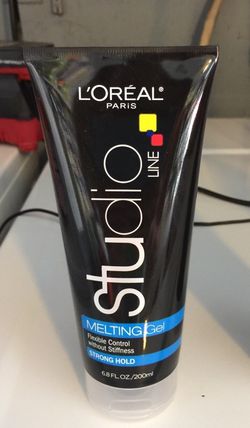 L'ORÉAL
PARIS
studio
LINE
MELTING Gel
Flexible Control
without Stiffness
STRONG HOLD
6.8 FL. OZ./200ml